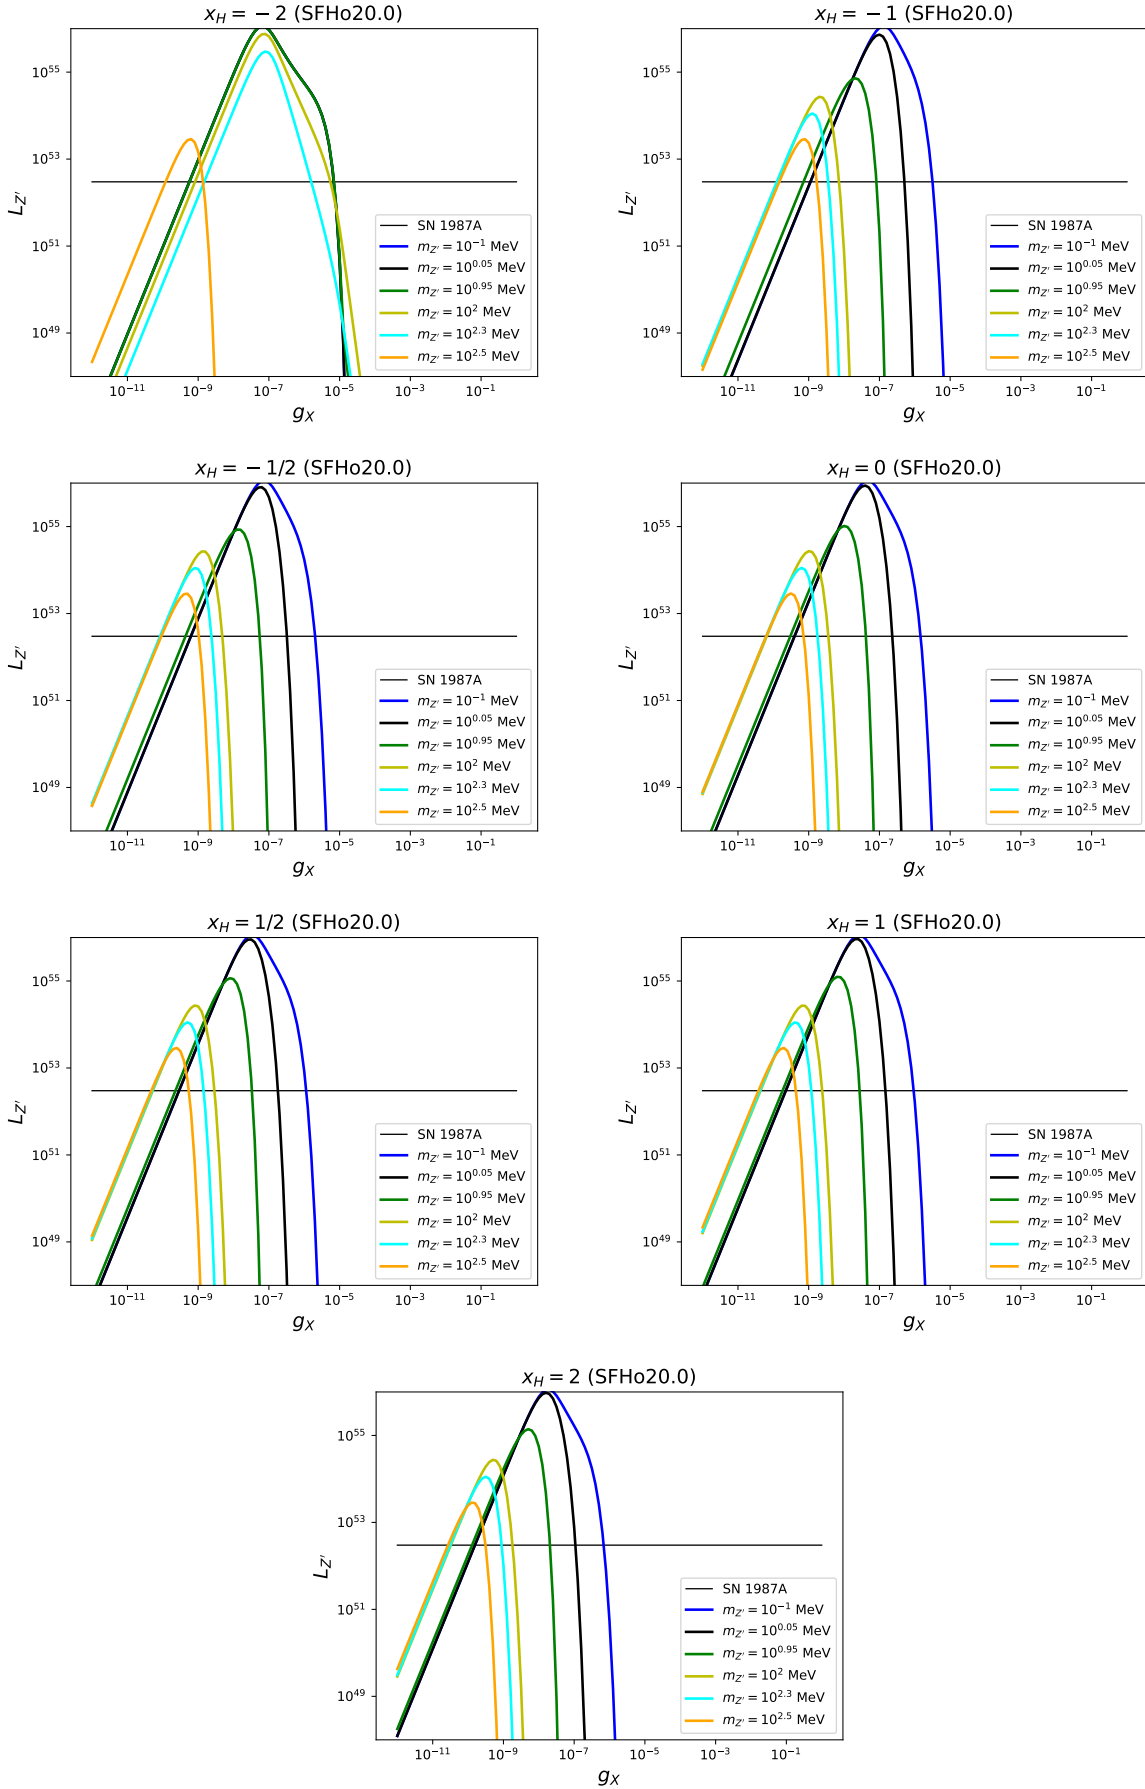 x_H = − 2 (SFHo20.0)
10^55
10^53
10^51
10^49
L_Z'
SN 1987A
m_Z' = 10^−1 MeV
m_Z' = 10^0.05 MeV
m_Z' = 10^0.95 MeV
m_Z' = 10^2 MeV
m_Z' = 10^2.3 MeV
m_Z' = 10^2.5 MeV
10^−11 10^−9 10^−7 10^−5 10^−3 10^−1
g_X
x_H = − 1 (SFHo20.0)
10^55
10^53
10^51
10^49
L_Z'
SN 1987A
m_Z' = 10^−1 MeV
m_Z' = 10^0.05 MeV
m_Z' = 10^0.95 MeV
m_Z' = 10^2 MeV
m_Z' = 10^2.3 MeV
m_Z' = 10^2.5 MeV
10^−11 10^−9 10^−7 10^−5 10^−3 10^−1
g_X
x_H = − 1/2 (SFHo20.0)
10^55
10^53
10^51
10^49
L_Z'
SN 1987A
m_Z' = 10^−1 MeV
m_Z' = 10^0.05 MeV
m_Z' = 10^0.95 MeV
m_Z' = 10^2 MeV
m_Z' = 10^2.3 MeV
m_Z' = 10^2.5 MeV
10^−11 10^−9 10^−7 10^−5 10^−3 10^−1
g_X
x_H = 0 (SFHo20.0)
10^55
10^53
10^51
10^49
L_Z'
SN 1987A
m_Z' = 10^−1 MeV
m_Z' = 10^0.05 MeV
m_Z' = 10^0.95 MeV
m_Z' = 10^2 MeV
m_Z' = 10^2.3 MeV
m_Z' = 10^2.5 MeV
10^−11 10^−9 10^−7 10^−5 10^−3 10^−1
g_X
x_H = 1/2 (SFHo20.0)
10^55
10^53
10^51
10^49
L_Z'
SN 1987A
m_Z' = 10^−1 MeV
m_Z' = 10^0.05 MeV
m_Z' = 10^0.95 MeV
m_Z' = 10^2 MeV
m_Z' = 10^2.3 MeV
m_Z' = 10^2.5 MeV
10^−11 10^−9 10^−7 10^−5 10^−3 10^−1
g_X
x_H = 1 (SFHo20.0)
10^55
10^53
10^51
10^49
L_Z'
SN 1987A
m_Z' = 10^−1 MeV
m_Z' = 10^0.05 MeV
m_Z' = 10^0.95 MeV
m_Z' = 10^2 MeV
m_Z' = 10^2.3 MeV
m_Z' = 10^2.5 MeV
10^−11 10^−9 10^−7 10^−5 10^−3 10^−1
g_X
x_H = 2 (SFHo20.0)
10^55
10^53
10^51
10^49
L_Z'
SN 1987A
m_Z' = 10^−1 MeV
m_Z' = 10^0.05 MeV
m_Z' = 10^0.95 MeV
m_Z' = 10^2 MeV
m_Z' = 10^2.3 MeV
m_Z' = 10^2.5 MeV
10^−11 10^−9 10^−7 10^−5 10^−3 10^−1
g_X